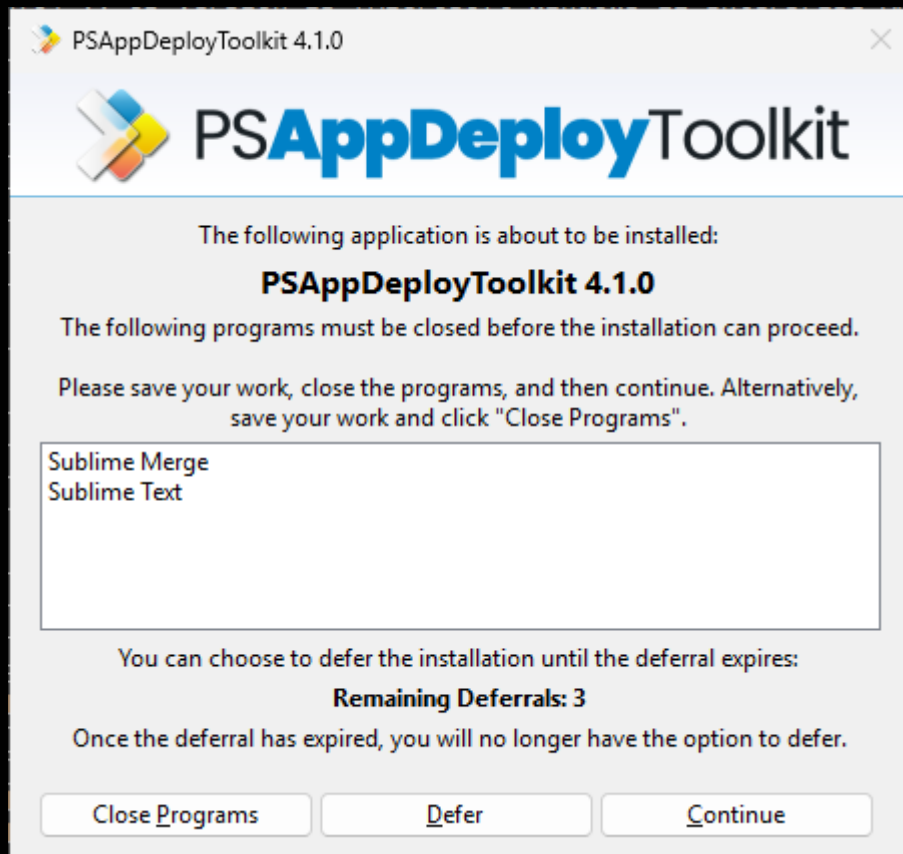 PSAppDeployToolkit 4.1.0
PSAppDeployToolkit
The following application is about to be installed:
PSAppDeployToolkit 4.1.0
The following programs must be closed before the installation can proceed.
Please save your work, close the programs, and then continue. Alternatively,
save your work and click "Close Programs".
Sublime Merge
Sublime Text
You can choose to defer the installation until the deferral expires:
Remaining Deferrals: 3
Once the deferral has expired, you will no longer have the option to defer.
Close Programs Defer Continue